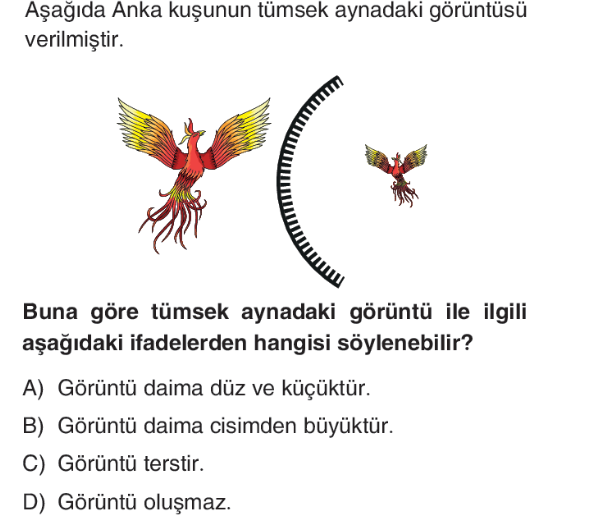 Aşağıda Anka kuşunun tümsek aynadaki görüntüsü
verilmiştir.
Buna göre tümsek aynadaki görüntü ile ilgili
aşağıdaki ifadelerden hangisi söylenebilir?
A) Görüntü daima düz ve küçüktür.
B) Görüntü daima cisimden büyüktür.
C) Görüntü terstir.
D) Görüntü oluşmaz.